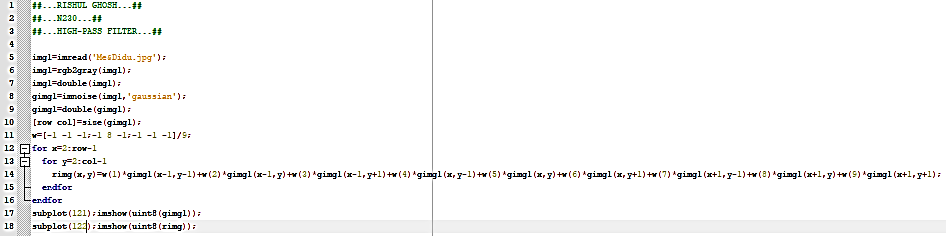 1 ##...RISHUL GHOSH...##
2 ##...N230...##
3 ##...HIGH-PASS FILTER...##
4
5 img1=imread('Me&Didu.jpg');
6 img1=rgb2gray(img1);
7 img1=double(img1);
8 gimg1=imnoise(img1,'gaussian');
9 gimg1=double(gimg1);
10 [row col]=size(gimg1);
11 w=[-1 -1 -1;-1 8 -1;-1 -1 -1]/9;
12 for x=2:row-1
13 for y=2:col-1
14 rimg(x,y)=w(1)*gimg1(x-1,y-1)+w(2)*gimg1(x-1,y)+w(3)*gimg1(x-1,y+1)+w(4)*gimg1(x,y-1)+w(5)*gimg1(x,y)+w(6)*gimg1(x,y+1)+w(7)*gimg1(x+1,y-1)+w(8)*gimg1(x+1,y)+w(9)*gimg1(x+1,y+1);
15 endfor
16 endfor
17 subplot(121);imshow(uint8(gimg1));
18 subplot(122);imshow(uint8(rimg));